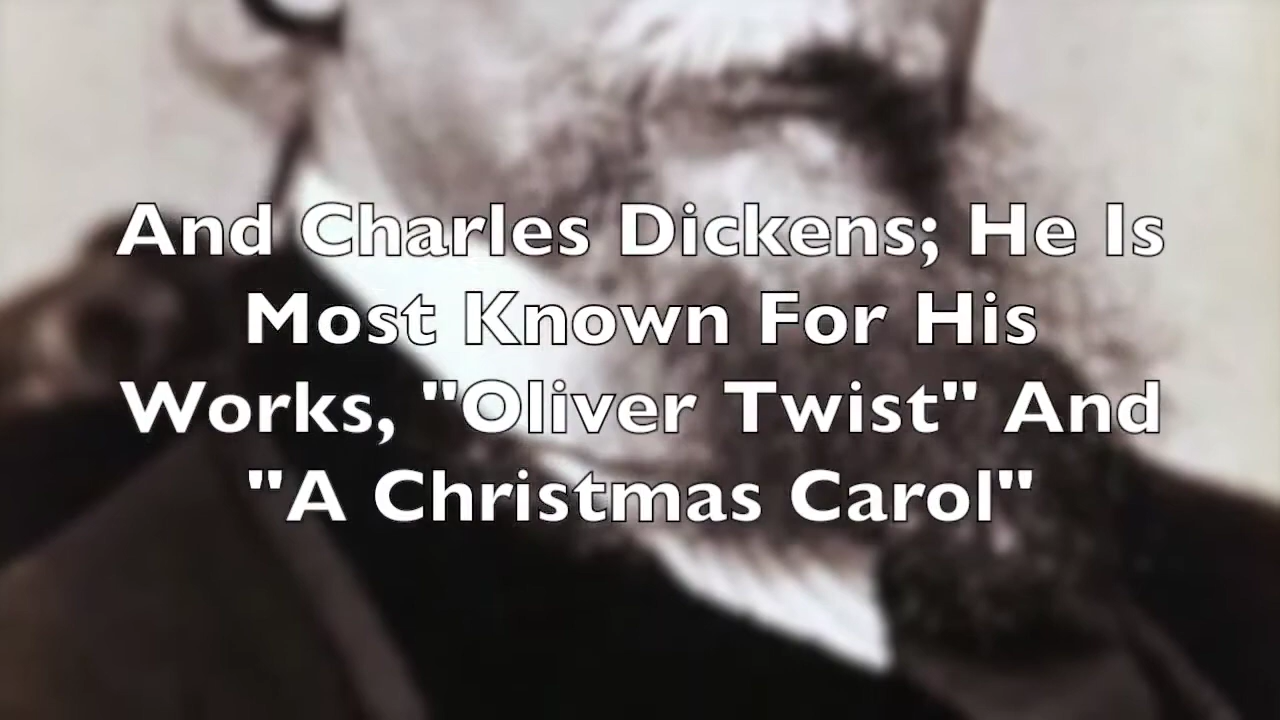 And Charles Dickens; He Is
Most Known For His
Works, "Oliver Twist" And
"A Christmas Carol"